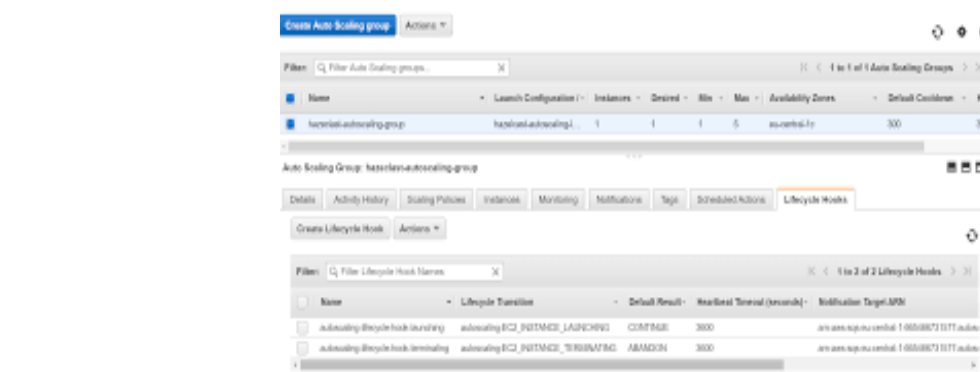 Create Auto Scaling group Actions
Filter: Filter Auto Scaling groups... X 1 to 1 of 1 Auto Scaling Groups
Name Launch Configuration / Instances Desired Min Max Availability Zones Default Cooldown
hazelcast-autoscaling-group hazelcast-autoscaling-l... 1 1 1 5 eu-central-1c 300
Auto Scaling Group: hazelcast-autoscaling-group
Details Activity History Scaling Policies Instances Monitoring Notifications Tags Scheduled Actions Lifecycle Hooks
Create Lifecycle Hook Actions
Filter: Filter Lifecycle Hook Names X 1 to 2 of 2 Lifecycle Hooks
Name Lifecycle Transition Default Result Heartbeat Timeout (seconds) Notification Target ARN
autoscaling-lifecycle-hook-launching autoscaling:EC2_INSTANCE_LAUNCHING CONTINUE 3600
autoscaling-lifecycle-hook-terminating autoscaling:EC2_INSTANCE_TERMINATING ABANDON 3600